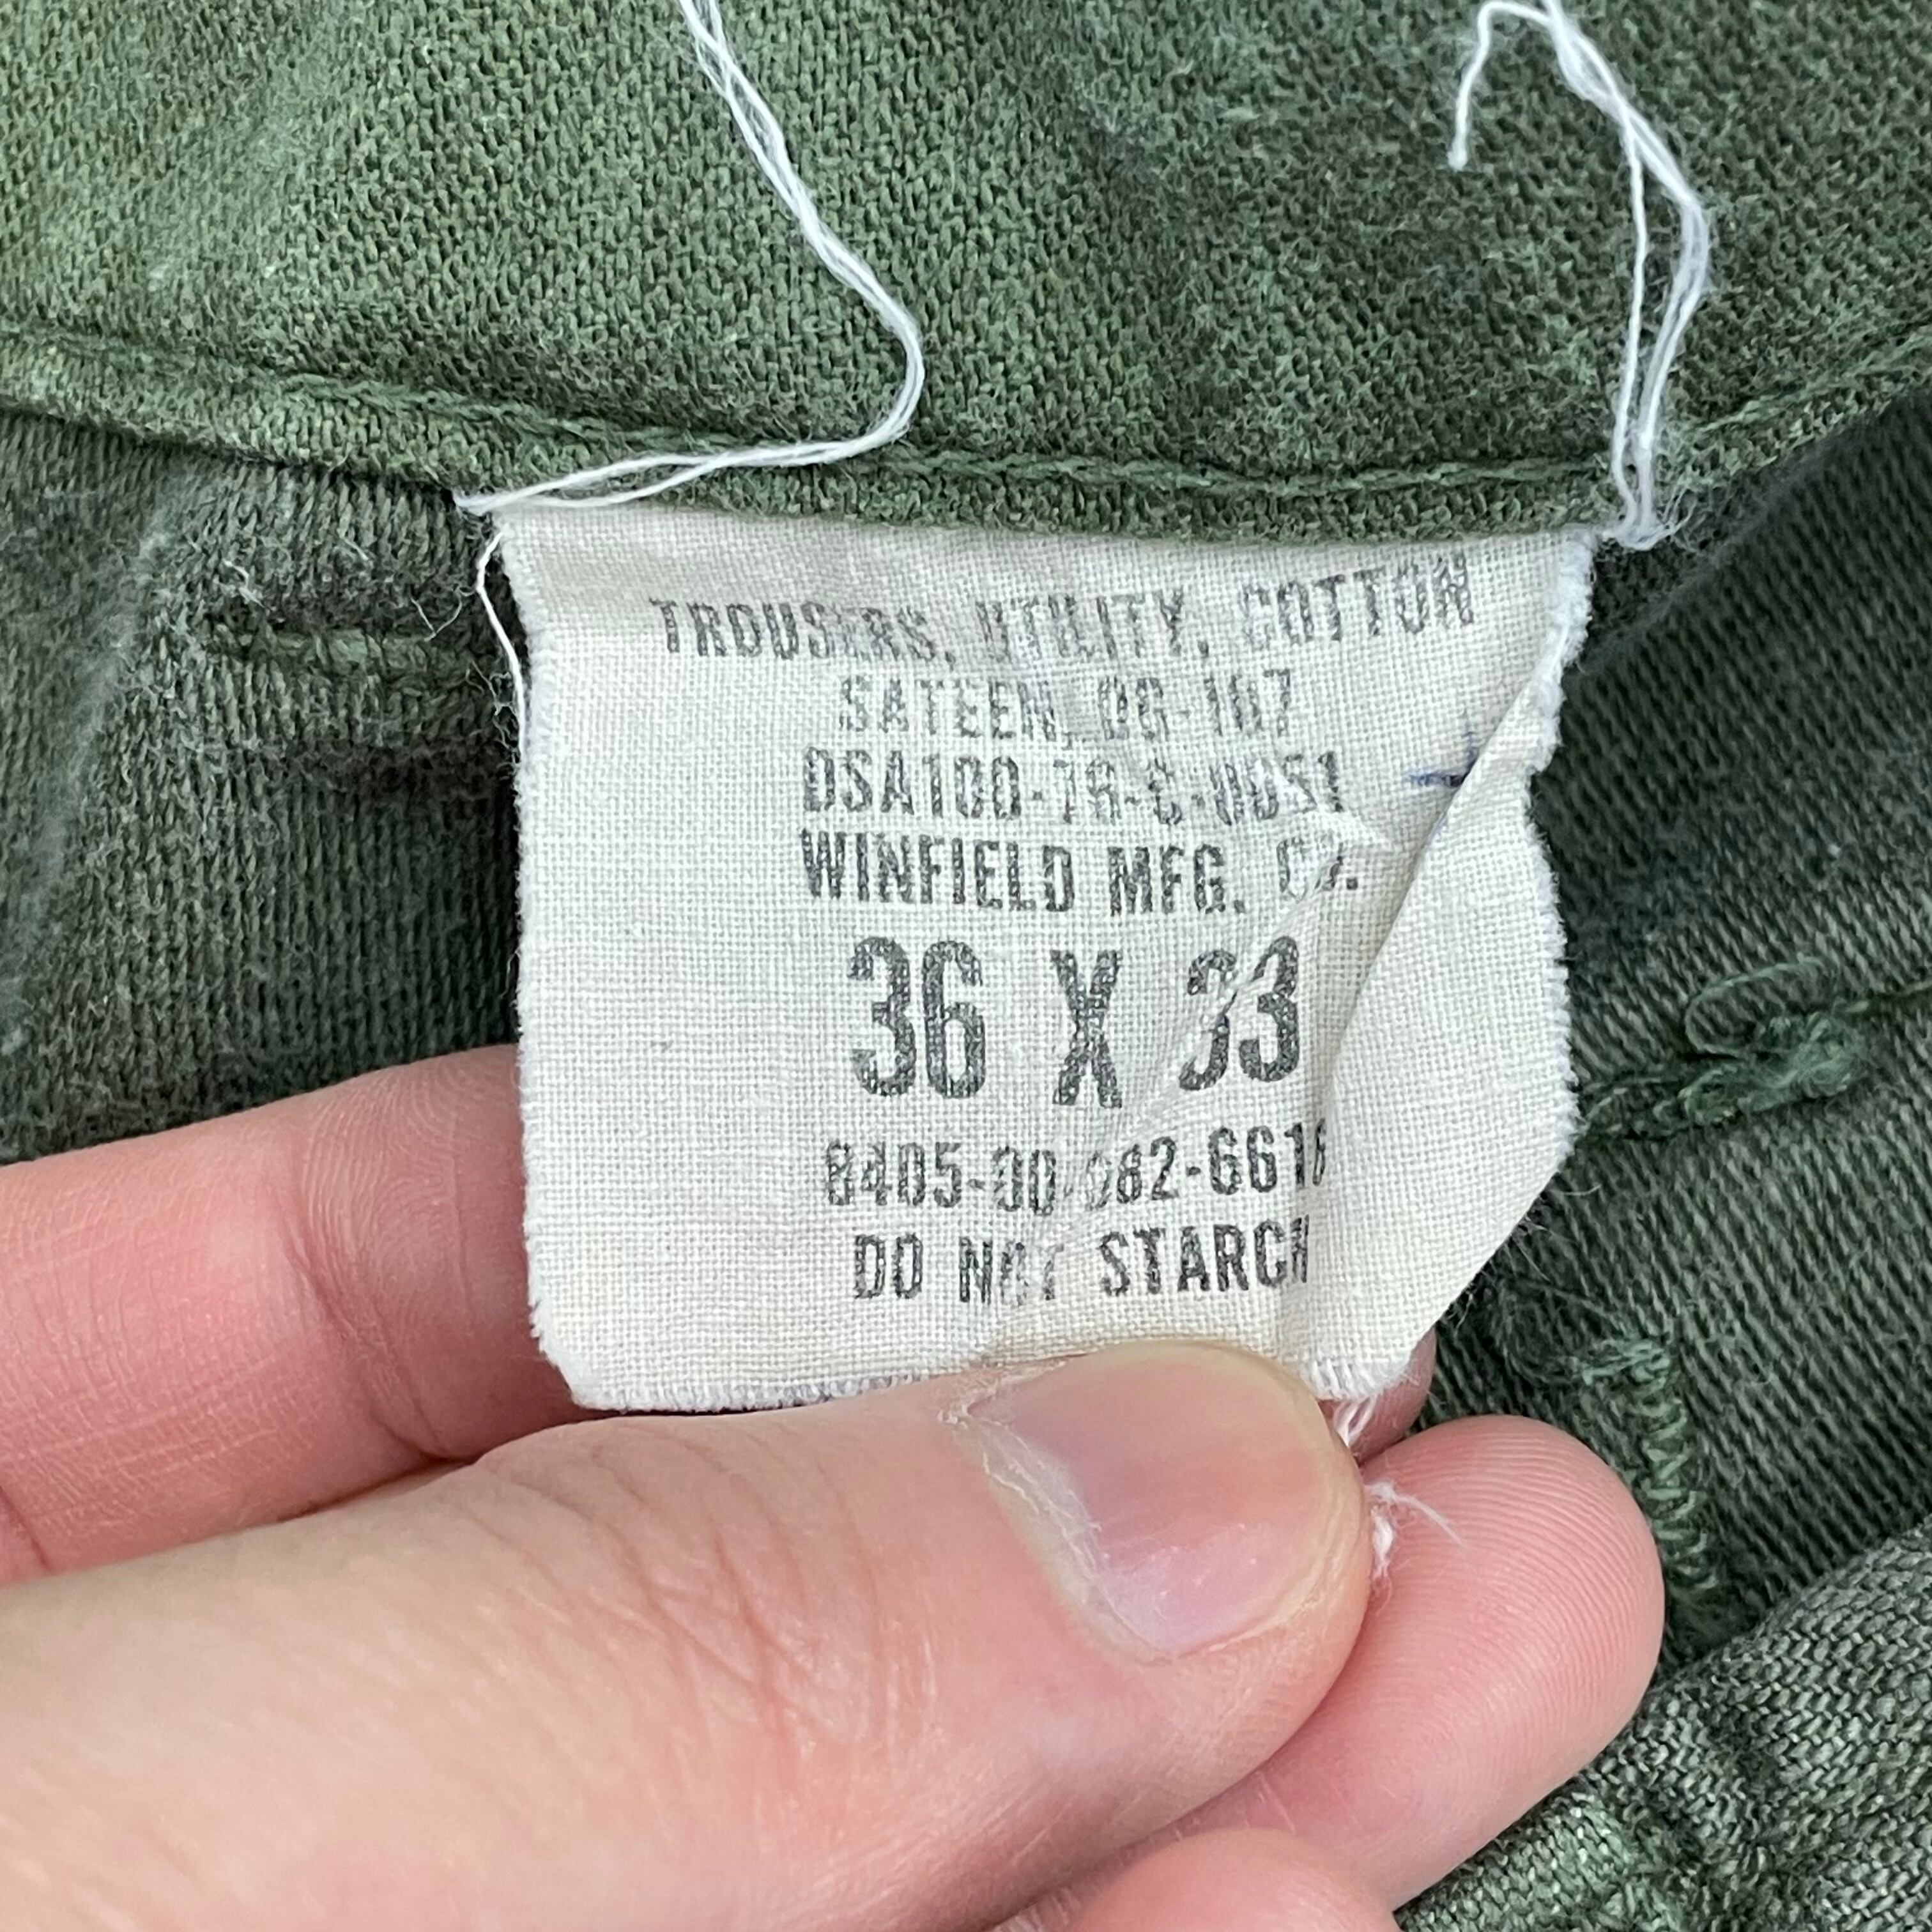 TROUSERS, UTILITY, COTTON
SATEEN, OG-107
DSA100-76-C-0051
WINFIELD MFG. CO.
36 X 33
8405-00-082-6616
DO NOT STARCH